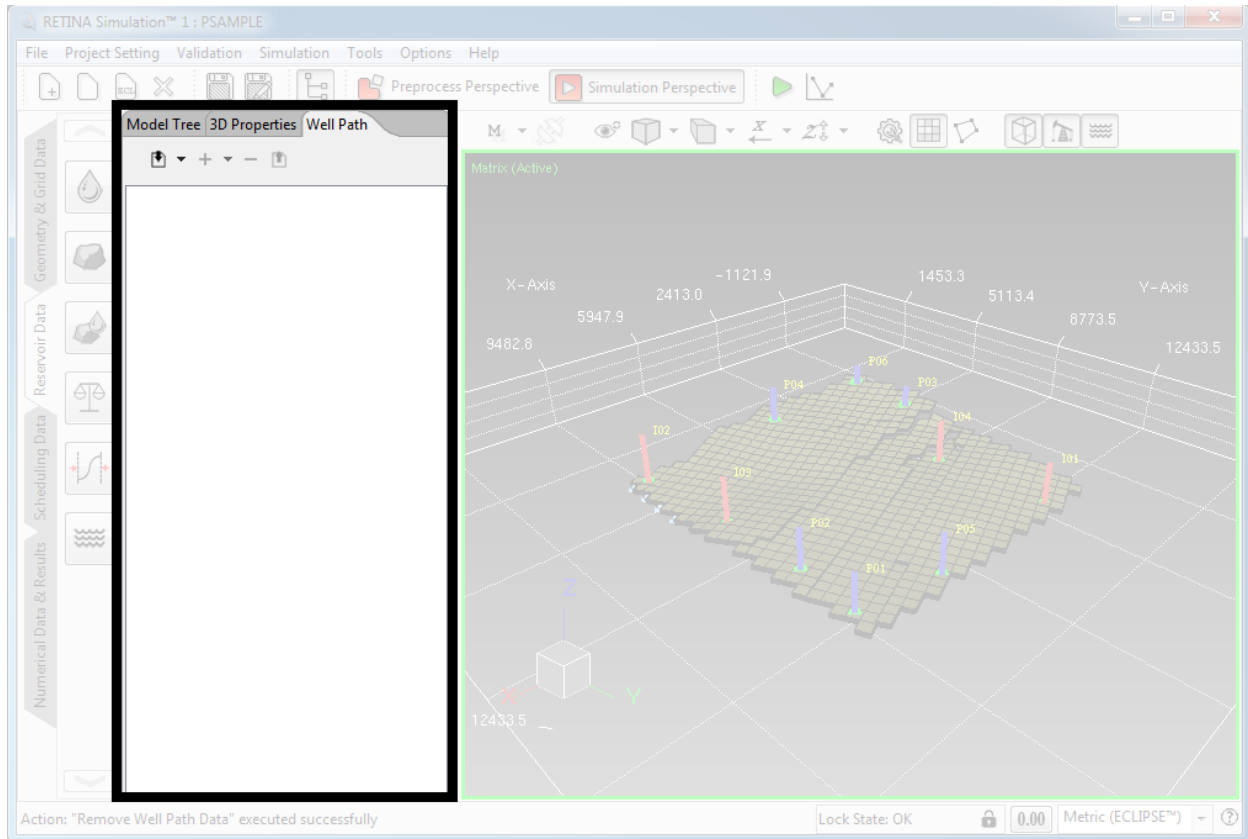 RETINA Simulation™ 1 : PSAMPLE
File Project Setting Validation Simulation Tools Options Help
ECL Preprocess Perspective Simulation Perspective
Model Tree 3D Properties Well Path
M X Z
Geometry & Grid Data
Reservoir Data
Scheduling Data
Numerical Data & Results
Matrix (Active)
X-Axis
9482.8
5947.9
2413.0
-1121.9
1453.3
5113.4
8773.5
12433.5
Y-Axis
P06
P04
P03
I04
I02
I01
I03
P02
P05
P01
Z
X
Y
12433.5
Action: "Remove Well Path Data" executed successfully
Lock State: OK
0.00
Metric (ECLIPSE™)
?